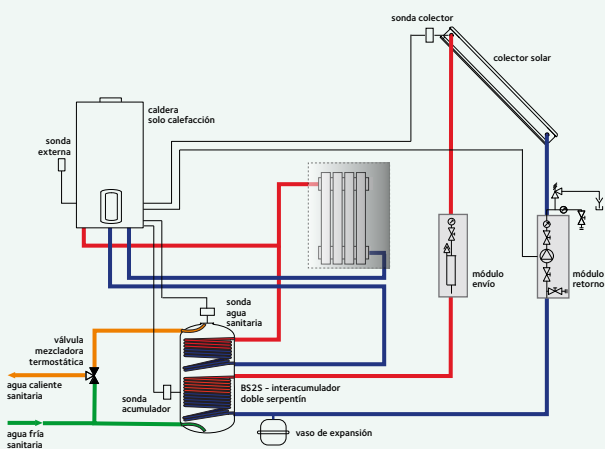 sonda colector
colector solar
caldera
solo calefacción
sonda
externa
módulo
envío
módulo
retorno
sonda
agua
sanitaria
válvula
mezcladora
termostática
agua caliente
sanitaria
sonda
acumulador
BS2S – interacumulador
doble serpentín
agua fría
sanitaria
vaso de expansión